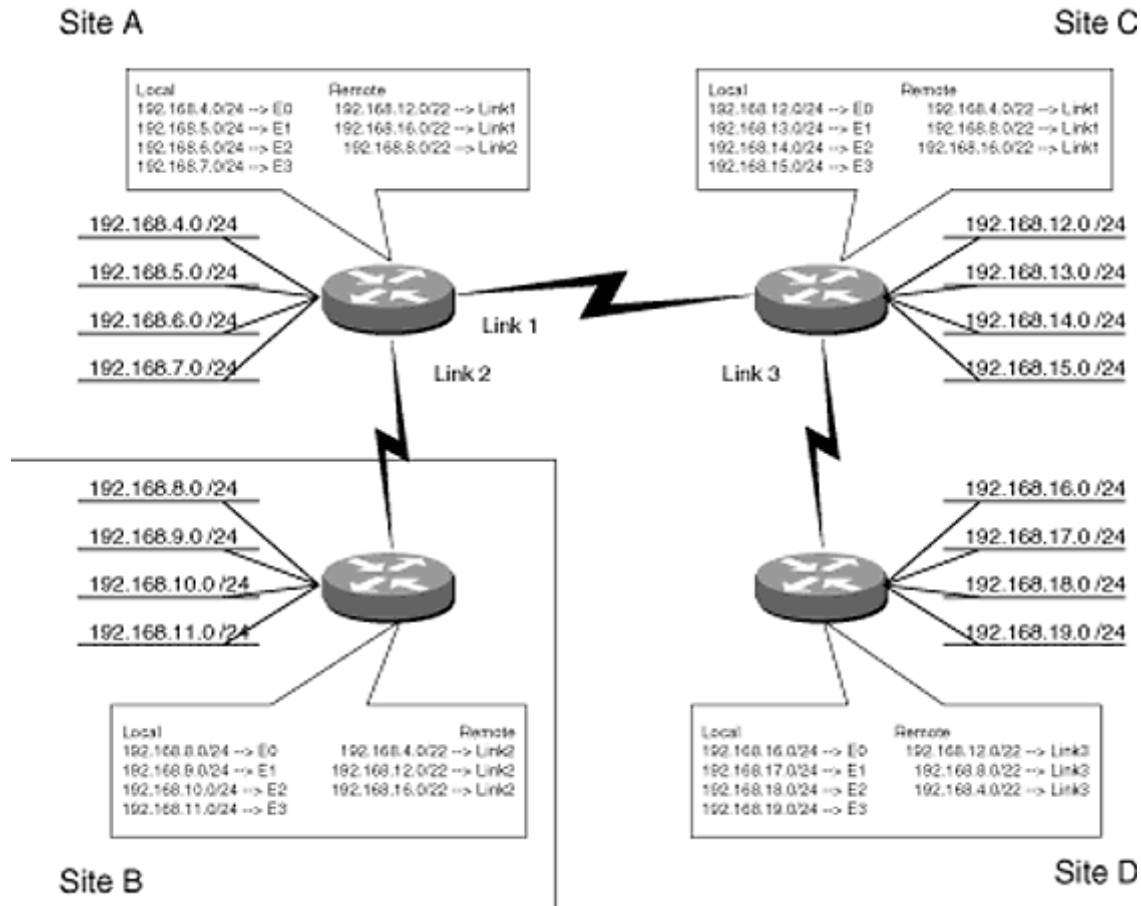 Site A
Site C
Local Remote
192.168.4.0/24 --> E0 192.168.12.0/22 --> Link1
192.168.5.0/24 --> E1 192.168.16.0/22 --> Link1
192.168.6.0/24 --> E2 192.168.8.0/22 --> Link2
192.168.7.0/24 --> E3
Local Remote
192.168.12.0/24 --> E0 192.168.4.0/22 --> Link1
192.168.13.0/24 --> E1 192.168.8.0/22 --> Link1
192.168.14.0/24 --> E2 192.168.16.0/22 --> Link1
192.168.15.0/24 --> E3
192.168.4.0 /24
192.168.5.0 /24
192.168.6.0 /24
192.168.7.0 /24
Link 1
Link 2
Link 3
192.168.12.0 /24
192.168.13.0 /24
192.168.14.0 /24
192.168.15.0 /24
192.168.8.0 /24
192.168.9.0 /24
192.168.10.0 /24
192.168.11.0 /24
192.168.16.0 /24
192.168.17.0 /24
192.168.18.0 /24
192.168.19.0 /24
Local Remote
192.168.8.0/24 --> E0 192.168.4.0/22 --> Link2
192.168.9.0/24 --> E1 192.168.12.0/22 --> Link2
192.168.10.0/24 --> E2 192.168.16.0/22 --> Link2
192.168.11.0/24 --> E3
Local Remote
192.168.16.0/24 --> E0 192.168.12.0/22 --> Link3
192.168.17.0/24 --> E1 192.168.8.0/22 --> Link3
192.168.18.0/24 --> E2 192.168.4.0/22 --> Link3
192.168.19.0/24 --> E3
Site B
Site D